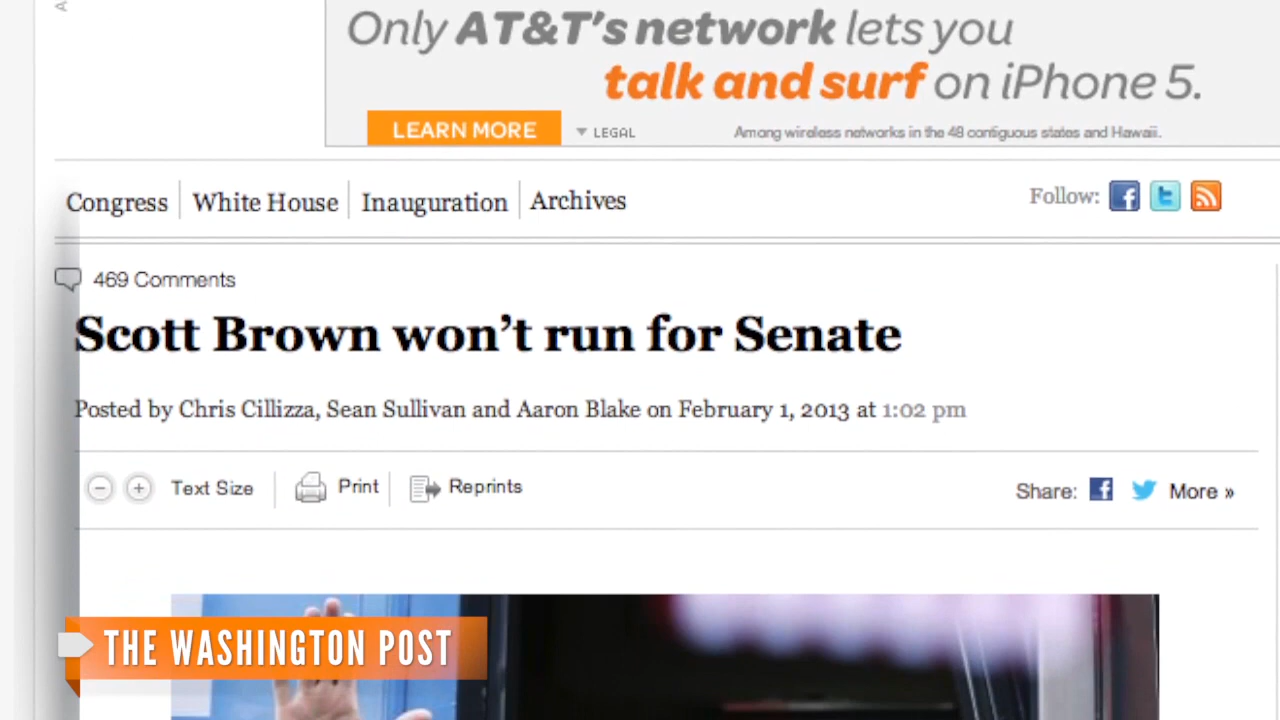 Only AT&T's network lets you
talk and surf on iPhone 5.
LEARN MORE
LEGAL
Among wireless networks in the 48 contiguous states and Hawaii.
Congress
White House
Inauguration
Archives
Follow:
469 Comments
Scott Brown won't run for Senate
Posted by Chris Cillizza, Sean Sullivan and Aaron Blake on February 1, 2013 at 1:02 pm
Text Size
Print
Reprints
Share:
More »
THE WASHINGTON POST